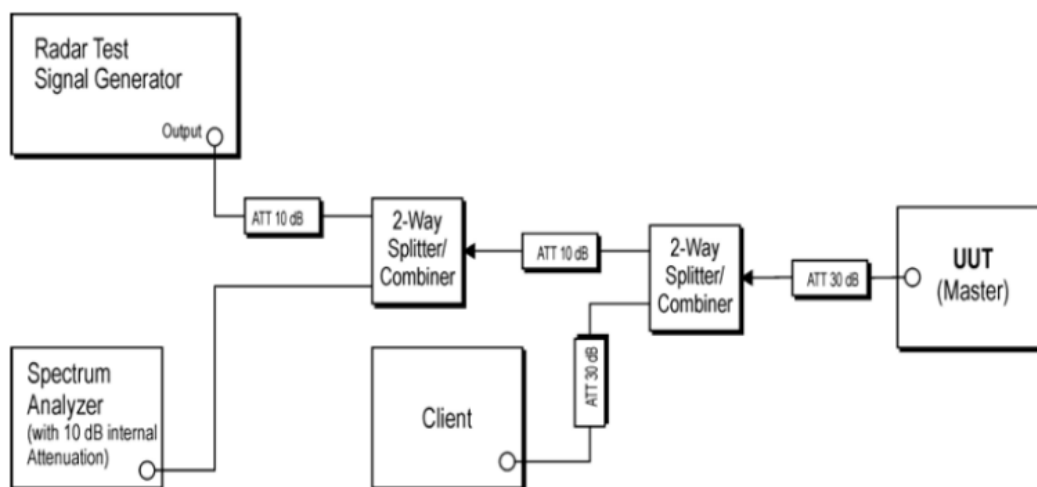 Radar Test
Signal Generator
Output
ATT 10 dB
2-Way
Splitter/
Combiner
ATT 10 dB
2-Way
Splitter/
Combiner
ATT 30 dB
UUT
(Master)
Spectrum
Analyzer
(with 10 dB internal
Attenuation)
Client
ATT 30 dB